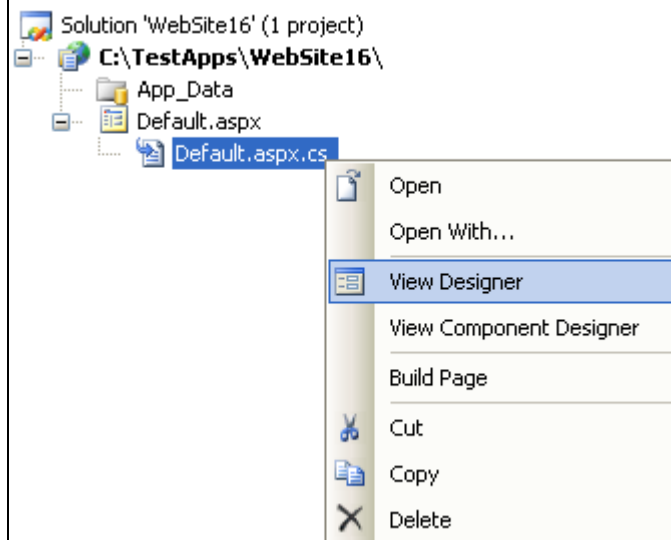 Solution 'WebSite16' (1 project)
C:\TestApps\WebSite16\
App_Data
Default.aspx
Default.aspx.cs
Open
Open With...
View Designer
View Component Designer
Build Page
Cut
Copy
Delete